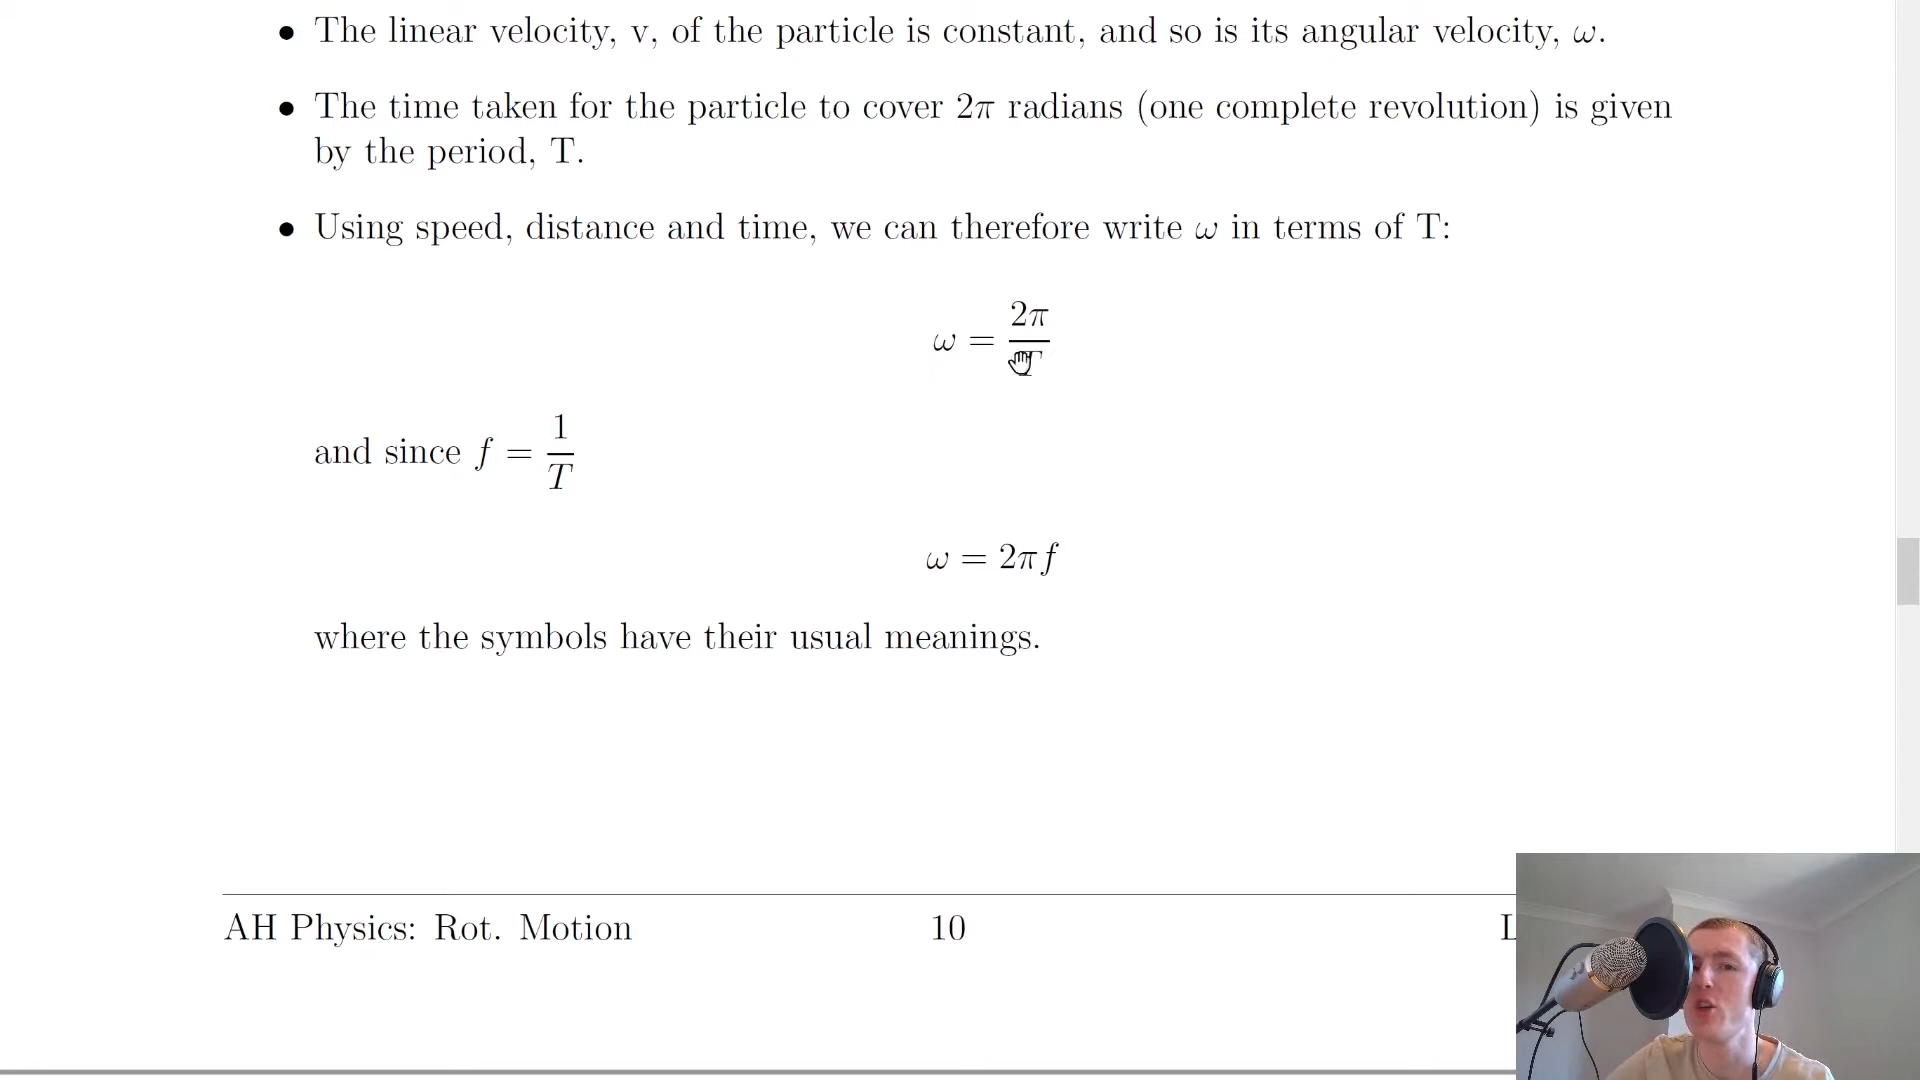 • The linear velocity, v, of the particle is constant, and so is its angular velocity, ω.
• The time taken for the particle to cover 2π radians (one complete revolution) is given
by the period, T.
• Using speed, distance and time, we can therefore write ω in terms of T:
ω = 2π/T
and since f = 1/T
ω = 2πf
where the symbols have their usual meanings.
AH Physics: Rot. Motion 10